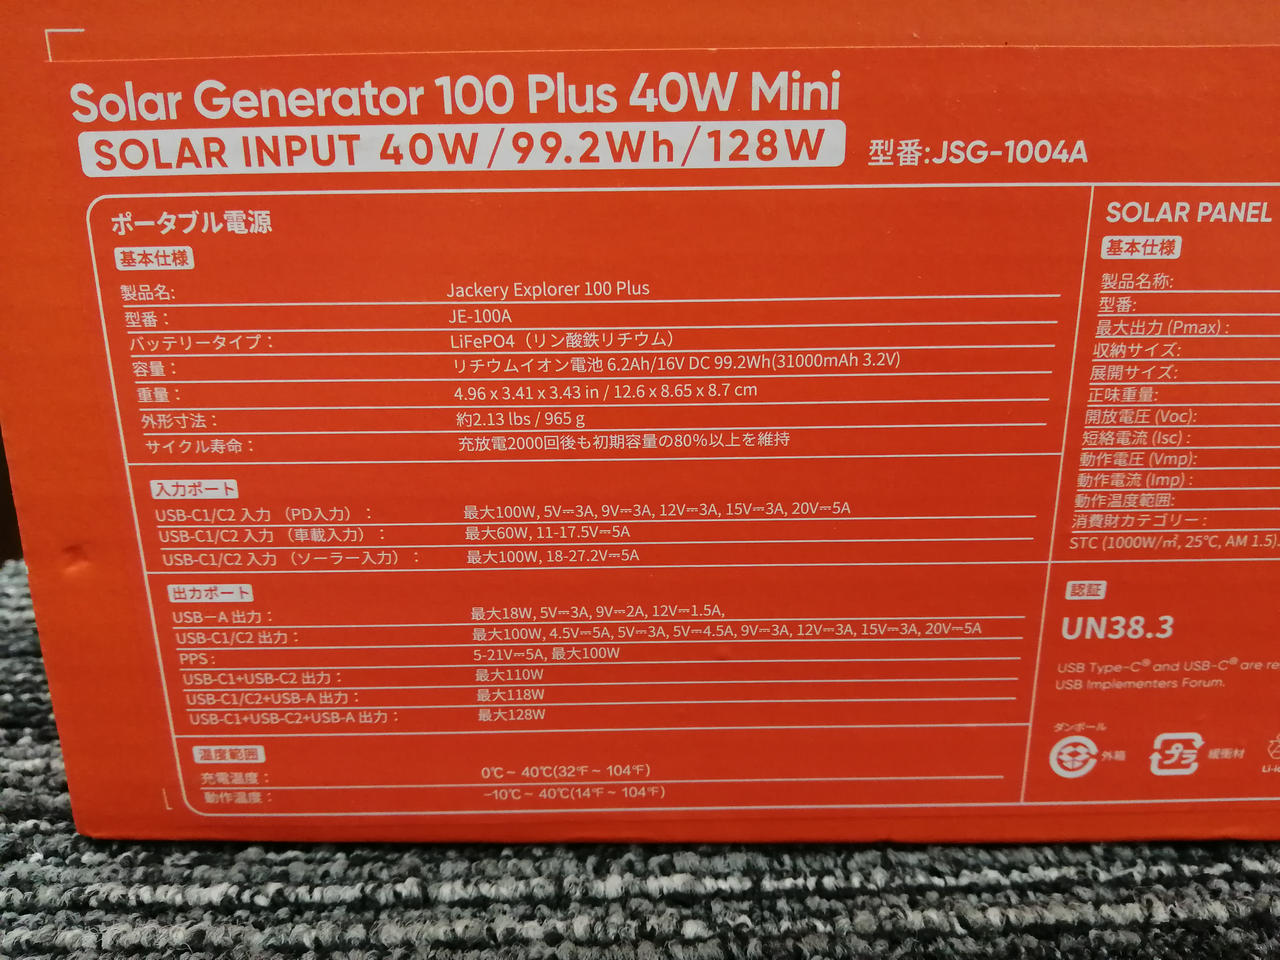 Solar Generator 100 Plus 40W Mini
SOLAR INPUT 40W/99.2Wh/128W 型番:JSG-1004A
ポータブル電源
基本仕様
製品名: Jackery Explorer 100 Plus
型番： JE-100A
バッテリータイプ： LiFePO4（リン酸鉄リチウム）
容量： リチウムイオン電池 6.2Ah/16V DC 99.2Wh(31000mAh 3.2V)
重量： 4.96 x 3.41 x 3.43 in / 12.6 x 8.65 x 8.7 cm
外形寸法： 約2.13 lbs / 965 g
サイクル寿命： 充放電2000回後も初期容量の80%以上を維持
入力ポート
USB-C1/C2 入力 （PD入力）： 最大100W, 5V⎓3A, 9V⎓3A, 12V⎓3A, 15V⎓3A, 20V⎓5A
USB-C1/C2 入力 （車載入力）： 最大60W, 11-17.5V⎓5A
USB-C1/C2 入力 （ソーラー入力）： 最大100W, 18-27.2V⎓5A
出力ポート
USB－A 出力： 最大18W, 5V⎓3A, 9V⎓2A, 12V⎓1.5A,
USB-C1/C2 出力： 最大100W, 4.5V⎓5A, 5V⎓3A, 5V⎓4.5A, 9V⎓3A, 12V⎓3A, 15V⎓3A, 20V⎓5A
PPS： 5-21V⎓5A, 最大100W
USB-C1+USB-C2 出力： 最大110W
USB-C1/C2+USB-A 出力： 最大118W
USB-C1+USB-C2+USB-A 出力： 最大128W
温度範囲
充電温度： 0℃ ~ 40℃(32℉ ~ 104℉)
動作温度： -10℃ ~ 40℃(14℉ ~ 104℉)
SOLAR PANEL
基本仕様
製品名称:
型番:
最大出力 (Pmax) :
収納サイズ:
展開サイズ:
正味重量:
開放電圧 (Voc):
短絡電流 (Isc) :
動作電圧 (Vmp):
動作電流 (Imp) :
動作温度範囲:
消費財カテゴリー :
STC (1000W/㎡, 25℃, AM 1.5).
認証
UN38.3
USB Type-C® and USB-C® are re
USB Implementers Forum.
ダンボール
外箱
プラ
緩衝材
Li-io